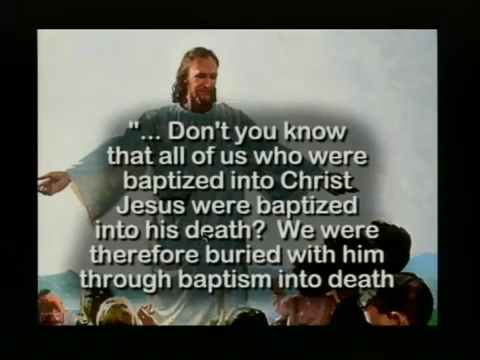 "... Don't you know
that all of us who were
baptized into Christ
Jesus were baptized
into his death?  We were
therefore buried with him
through baptism into death